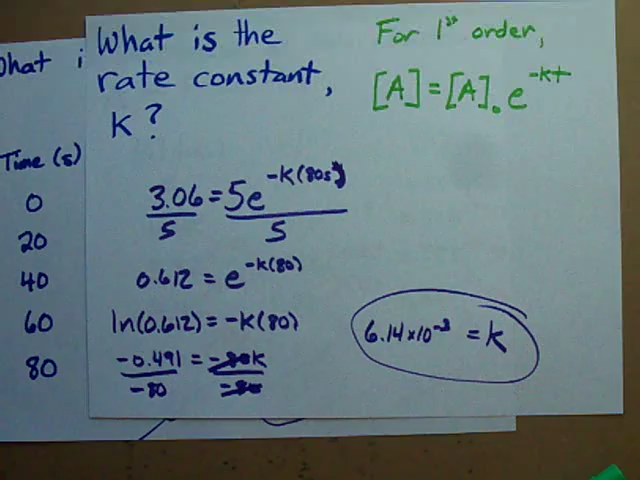 What is the
rate constant,
K?
For 1st order,
[A] = [A]₀ e^-kt
3.06 = 5e^-K(80s)
5 5
0.612 = e^-K(80)
ln(0.612) = -K(80)
-0.491 = -80K
-80 -80
6.14 x 10^-3 = K
what i
Time (s)
0
20
40
60
80